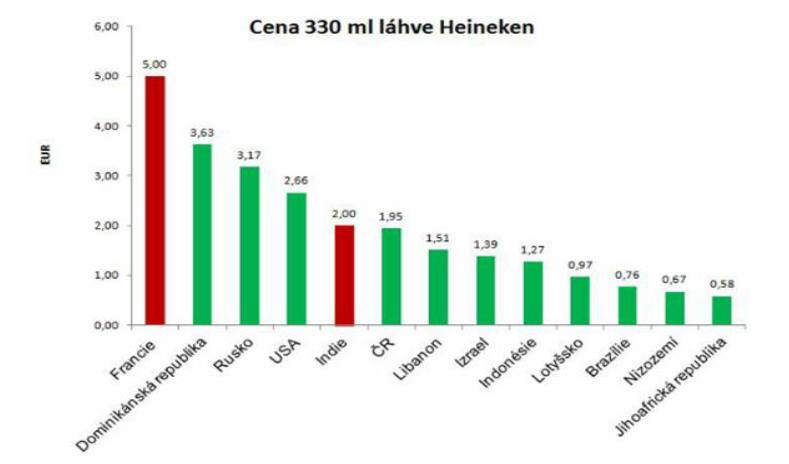 Cena 330 ml láhve Heineken
EUR
6,00
5,00
4,00
3,00
2,00
1,00
0,00
5,00
3,63
3,17
2,66
2,00
1,95
1,51
1,39
1,27
0,97
0,76
0,67
0,58
Francie
Dominikánská republika
Rusko
USA
Indie
ČR
Libanon
Izrael
Indonésie
Lotyšsko
Brazílie
Nizozemí
Jihoafrická republika